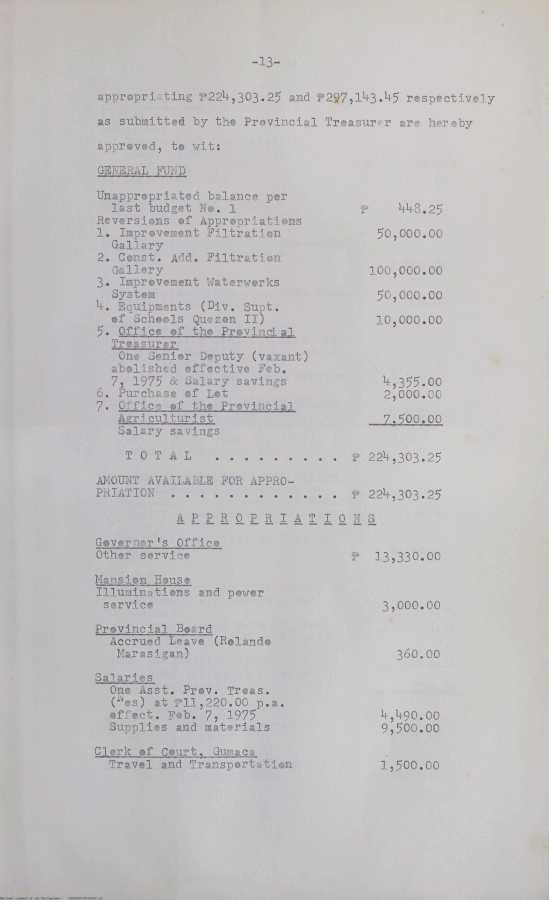 -13-
appropriating ₱224,303.25 and ₱297,143.45 respectively
as submitted by the Provincial Treasurer are hereby
approved, to wit:
GENERAL FUND
Unappropriated balance per
last budget No. 1 ₱ 448.25
Reversions of Appropriations
1. Improvement Filtration
Gallary 50,000.00
2. Const. Add. Filtration
Gallery 100,000.00
3. Improvement Waterworks
System 50,000.00
4. Equipments (Div. Supt.
of Schools Quezon II) 10,000.00
5. Office of the Provincial
Treasurer
One Senior Deputy (vaxant)
abolished effective Feb.
7, 1975 & Salary savings 4,355.00
6. Purchase of Lot 2,000.00
7. Office of the Provincial
Agriculturist 7,500.00
Salary savings
T O T A L . . . . . . . . . ₱ 224,303.25
AMOUNT AVAILABLE FOR APPRO-
PRIATION . . . . . . . . . . . . ₱ 224,303.25
A P P R O P R I A T I O N S
Governor's Office
Other service ₱ 13,330.00
Mansion House
Illuminations and power
service 3,000.00
Provincial Board
Accrued Leave (Rolando
Marasigan) 360.00
Salaries
One Asst. Prov. Treas.
at ₱11,220.00 p.a.
effect. Feb. 7, 1975 4,490.00
Supplies and materials 9,500.00
Clerk of Court, Gumaca
Travel and Transportation 1,500.00